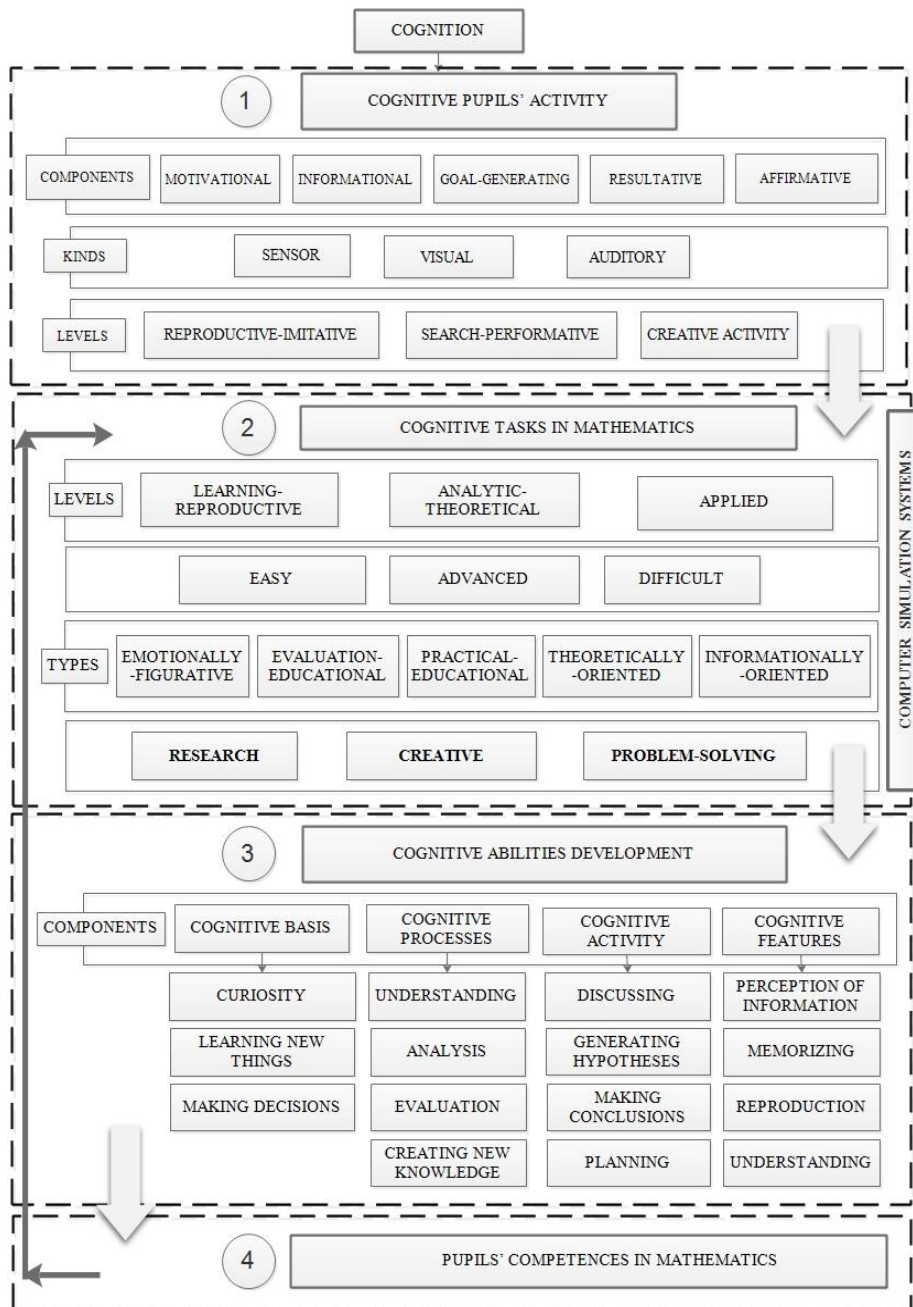 COGNITION
1
COGNITIVE PUPILS' ACTIVITY
COMPONENTS
MOTIVATIONAL
INFORMATIONAL
GOAL-GENERATING
RESULTATIVE
AFFIRMATIVE
KINDS
SENSOR
VISUAL
AUDITORY
LEVELS
REPRODUCTIVE-IMITATIVE
SEARCH-PERFORMATIVE
CREATIVE ACTIVITY
2
COGNITIVE TASKS IN MATHEMATICS
COMPUTER SIMULATION SYSTEMS
LEVELS
LEARNING-
REPRODUCTIVE
ANALYTIC-
THEORETICAL
APPLIED
EASY
ADVANCED
DIFFICULT
TYPES
EMOTIONALLY
-FIGURATIVE
EVALUATION-
EDUCATIONAL
PRACTICAL-
EDUCATIONAL
THEORETICALLY
-ORIENTED
INFORMATIONALLY
-ORIENTED
RESEARCH
CREATIVE
PROBLEM-SOLVING
3
COGNITIVE ABILITIES DEVELOPMENT
COMPONENTS
COGNITIVE BASIS
COGNITIVE
PROCESSES
COGNITIVE
ACTIVITY
COGNITIVE
FEATURES
CURIOSITY
UNDERSTANDING
DISCUSSING
PERCEPTION OF
INFORMATION
LEARNING NEW
THINGS
ANALYSIS
GENERATING
HYPOTHESES
MEMORIZING
MAKING DECISIONS
EVALUATION
MAKING
CONCLUSIONS
REPRODUCTION
CREATING NEW
KNOWLEDGE
PLANNING
UNDERSTANDING
4
PUPILS' COMPETENCES IN MATHEMATICS